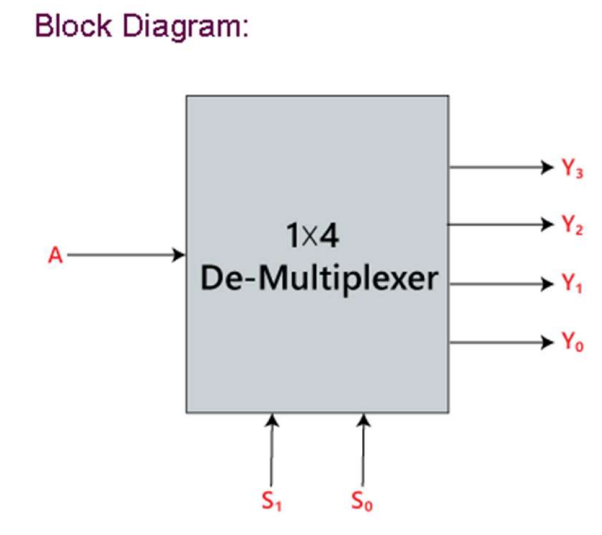 Block Diagram:
Y₃
Y₂
A
1×4
De-Multiplexer
Y₁
Y₀
S₁ S₀